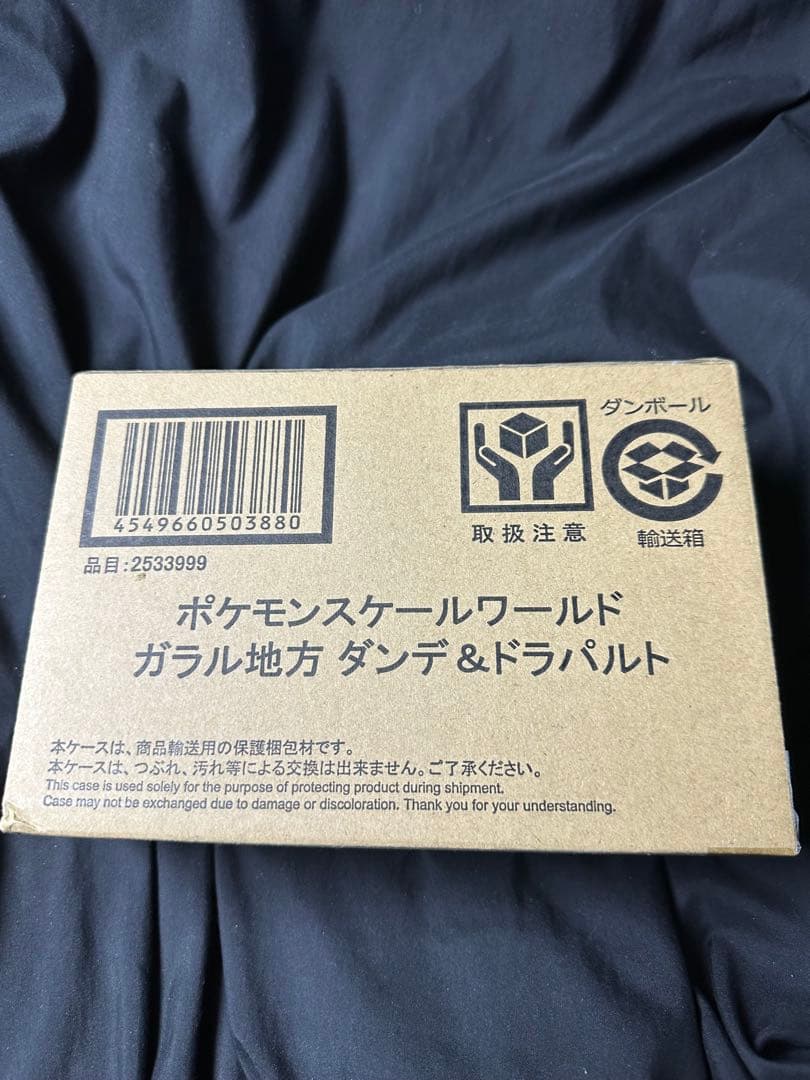 4549660503880
取扱注意
ダンボール
輸送箱
品目:2533999
ポケモンスケールワールド
ガラル地方 ダンデ&ドラパルト
本ケースは、商品輸送用の保護梱包材です。
本ケースは、つぶれ、汚れ等による交換は出来ません。ご了承ください。
This case is used solely for the purpose of protecting product during shipment.
Case may not be exchanged due to damage or discoloration. Thank you for your understanding.